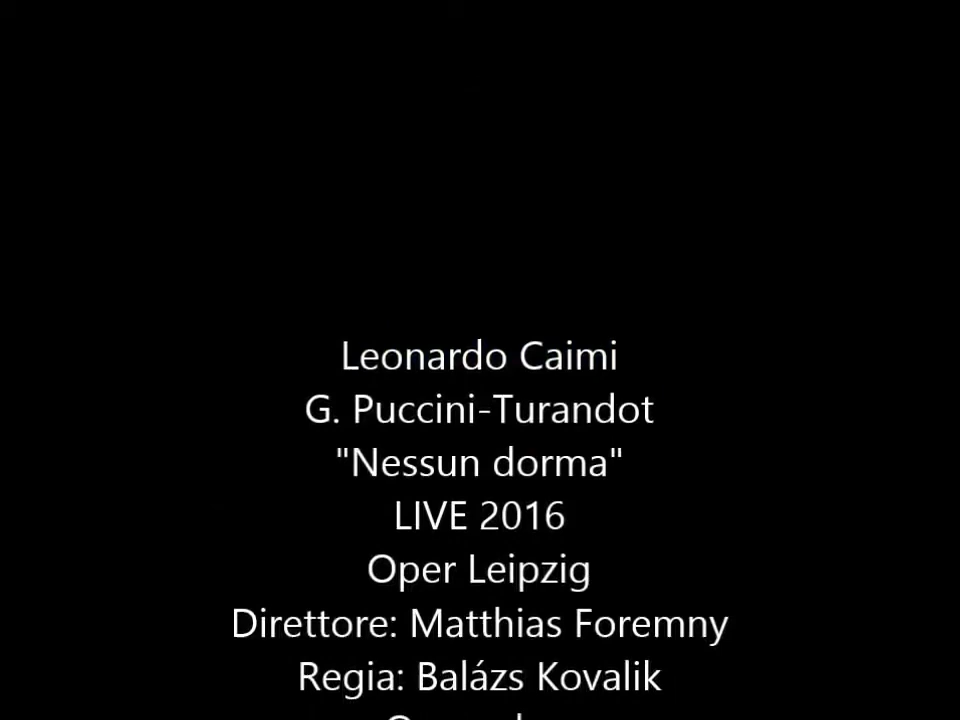 Leonardo Caimi
G. Puccini-Turandot
"Nessun dorma"
LIVE 2016
Oper Leipzig
Direttore: Matthias Foremny
Regia: Balázs Kovalik